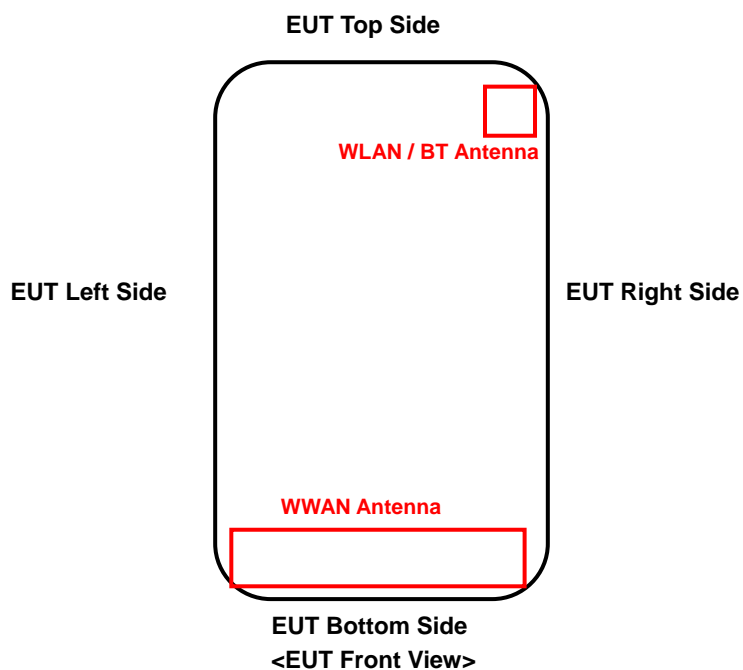 EUT Top Side
WLAN / BT Antenna
EUT Left Side
EUT Right Side
WWAN Antenna
EUT Bottom Side
<EUT Front View>